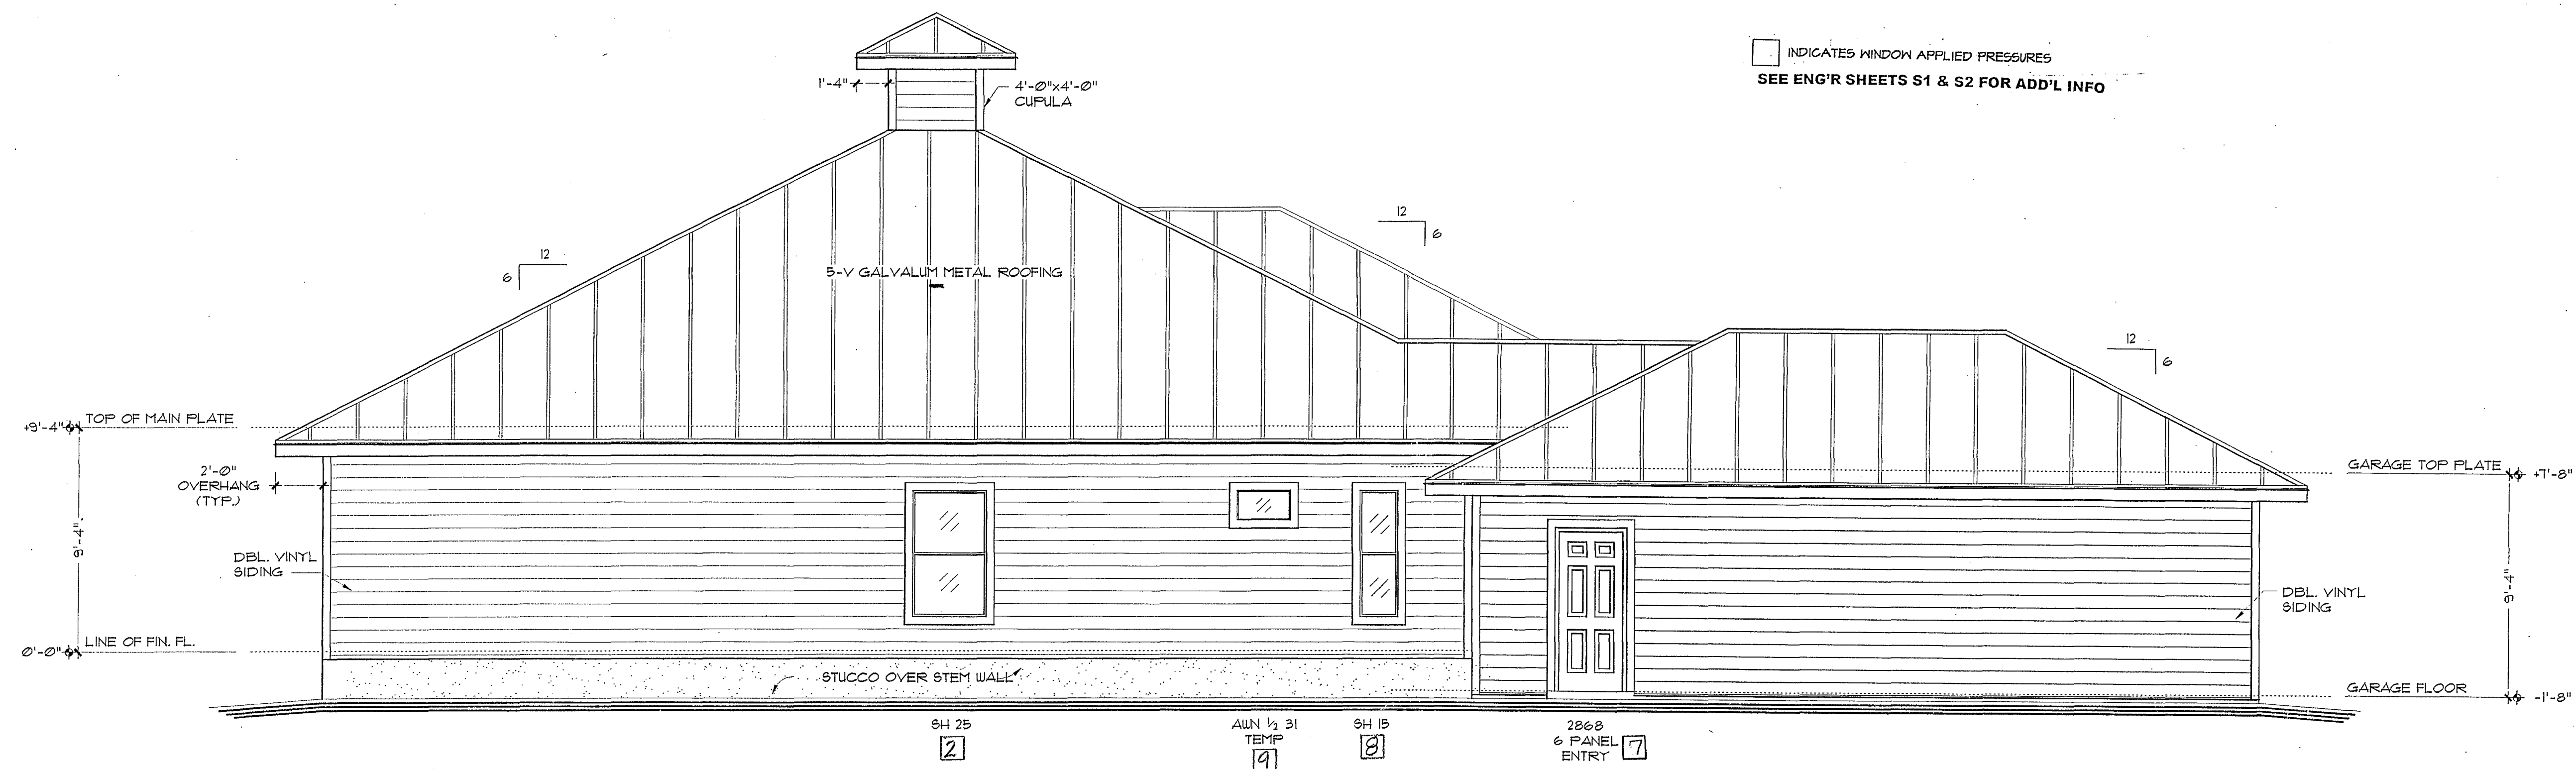 INDICATES WINDOW APPLIED PRESSURES
SEE ENG'R SHEETS S1 & S2 FOR ADD'L INFO
1'-4"
4'-0"x4'-0"
CUPULA
12
6
12
6
5-V GALVALUM METAL ROOFING
12
6
+9'-4"
TOP OF MAIN PLATE
2'-0"
OVERHANG
(TYP.)
9'-4"
GARAGE TOP PLATE
+7'-8"
DBL. VINYL
SIDING
DBL. VINYL
SIDING
9'-4"
0'-0"
LINE OF FIN. FL.
STUCCO OVER STEM WALL
GARAGE FLOOR
-1'-8"
SH 25
2
AWN 1/2 31
TEMP
9
SH 15
8
2868
6 PANEL
ENTRY
7